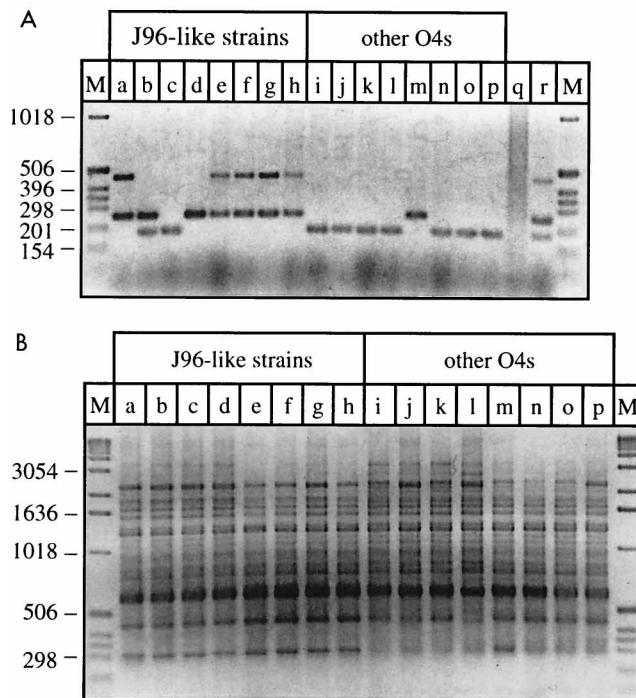 A
J96-like strains other O4s
M a b c d e f g h i j k l m n o p q r M
1018
506
396
298
201
154
B
J96-like strains other O4s
M a b c d e f g h i j k l m n o p M
3054
1636
1018
506
298